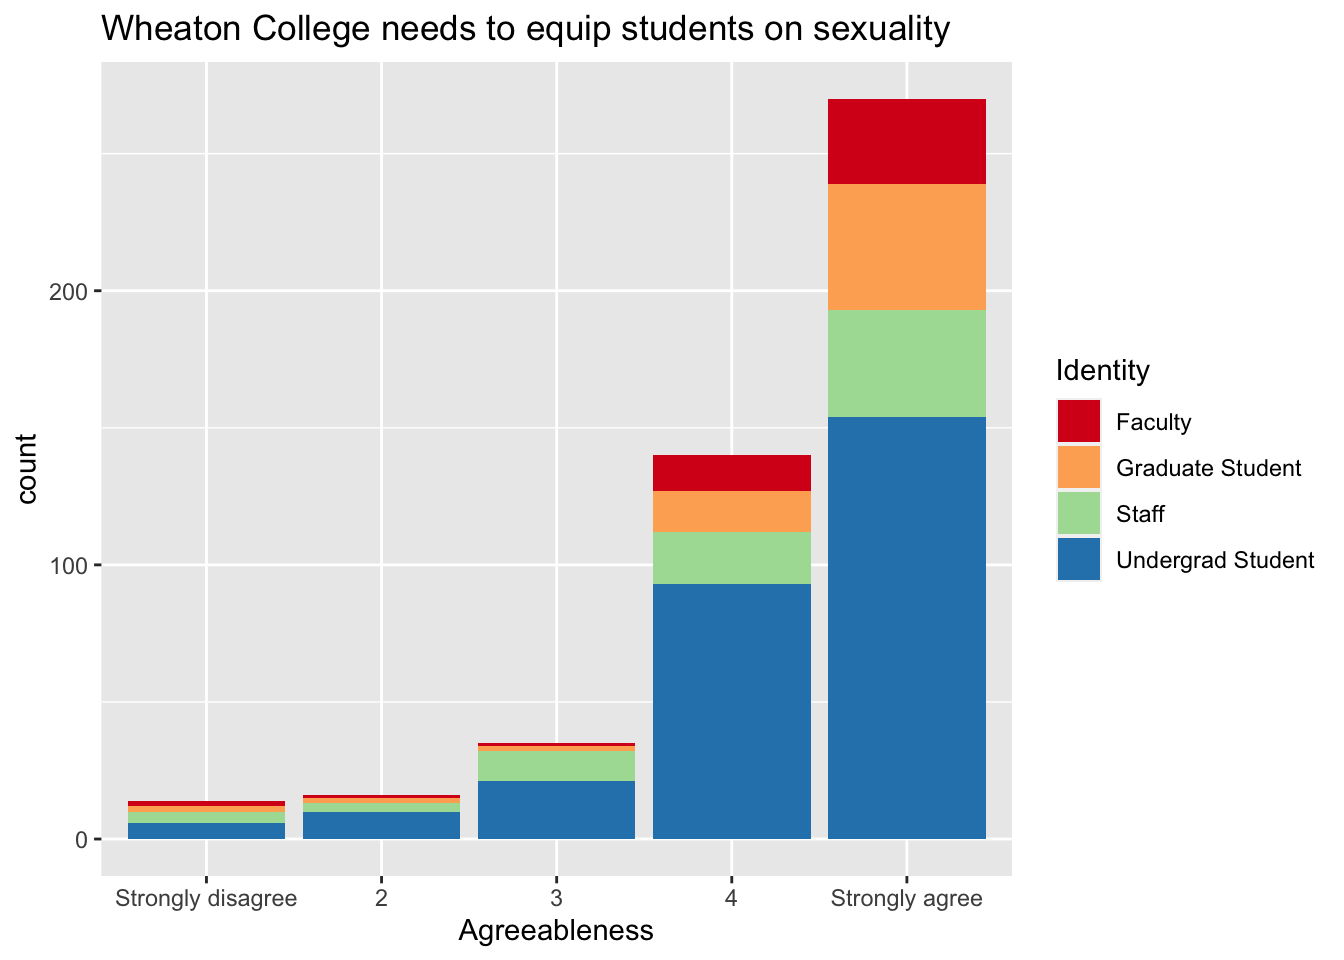 Wheaton College needs to equip students on sexuality
count
200
100
0
Strongly disagree
2
3
4
Strongly agree
Agreeableness
Identity
Faculty
Graduate Student
Staff
Undergrad Student